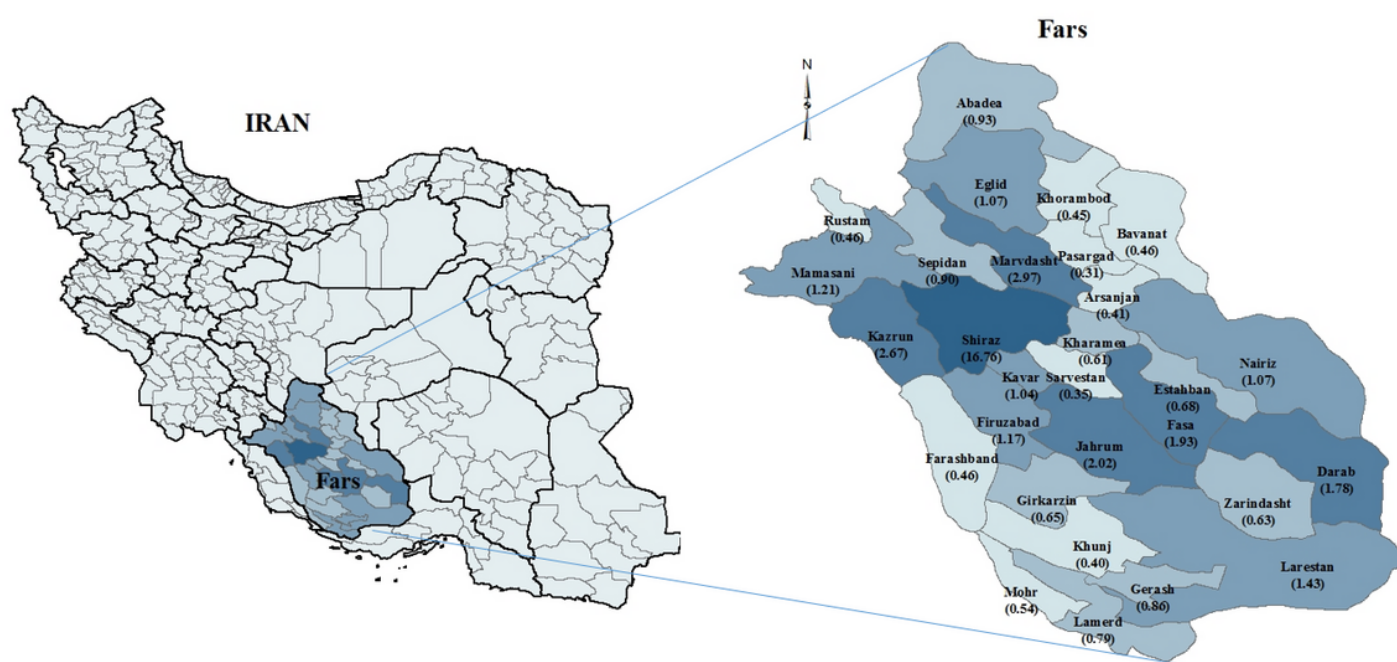 IRAN
Fars
Fars
N
Abadea
(0.93)
Eglid
(1.07)
Khorambod
(0.45)
Bavanat
(0.46)
Rustam
(0.46)
Mamasani
(1.21)
Sepidan
(0.90)
Marvdasht
(2.97)
Pasargad
(0.31)
Arsanjan
(0.41)
Kazrun
(2.67)
Shiraz
(16.76)
Kharamea
(0.61)
Nairiz
(1.07)
Kavar
(1.04)
Sarvestan
(0.35)
Estahban
(0.68)
Firuzabad
(1.17)
Fasa
(1.93)
Farashband
(0.46)
Jahrum
(2.02)
Darab
(1.78)
Girkarzin
(0.65)
Zarindasht
(0.63)
Khunj
(0.40)
Larestan
(1.43)
Mohr
(0.54)
Gerash
(0.86)
Lamerd
(0.79)